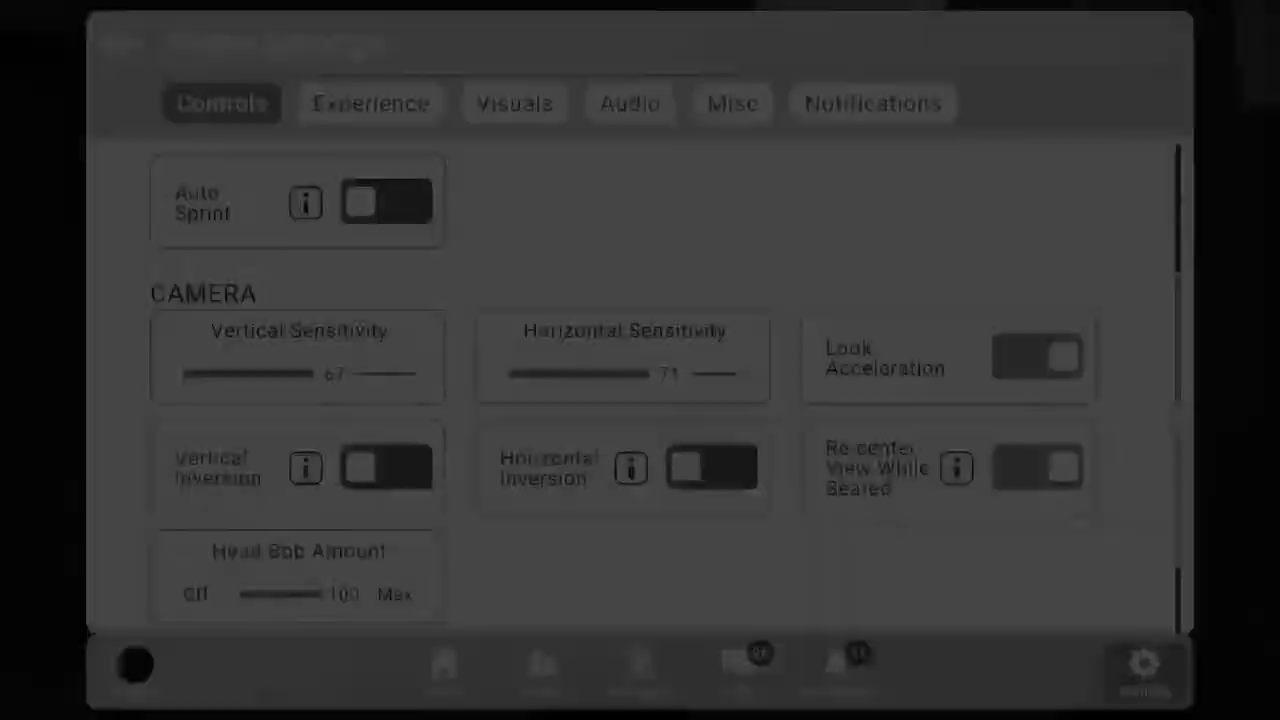 Controls Experience Visuals Audio Misc Notifications
Auto
Sprint
CAMERA
Vertical Sensitivity
67
Horizontal Sensitivity
71
Look
Acceleration
Vertical
Inversion
Horizontal
Inversion
Re-center
View While
Seated
Head Bob Amount
Off 100 Max